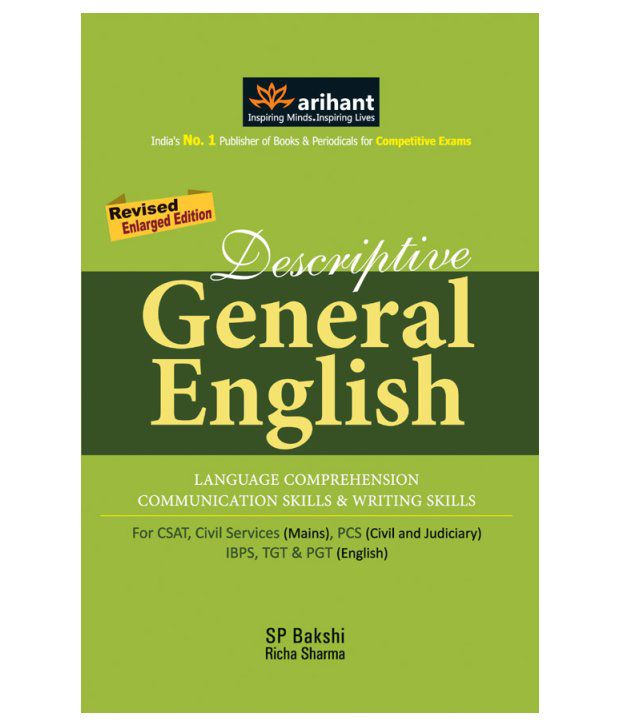 arihant
Inspiring Minds.Inspiring Lives
India's No. 1 Publisher of Books & Periodicals for Competitive Exams
Revised
Enlarged Edition
Descriptive
General
English
LANGUAGE COMPREHENSION
COMMUNICATION SKILLS & WRITING SKILLS
For CSAT, Civil Services (Mains), PCS (Civil and Judiciary)
IBPS, TGT & PGT (English)
SP Bakshi
Richa Sharma